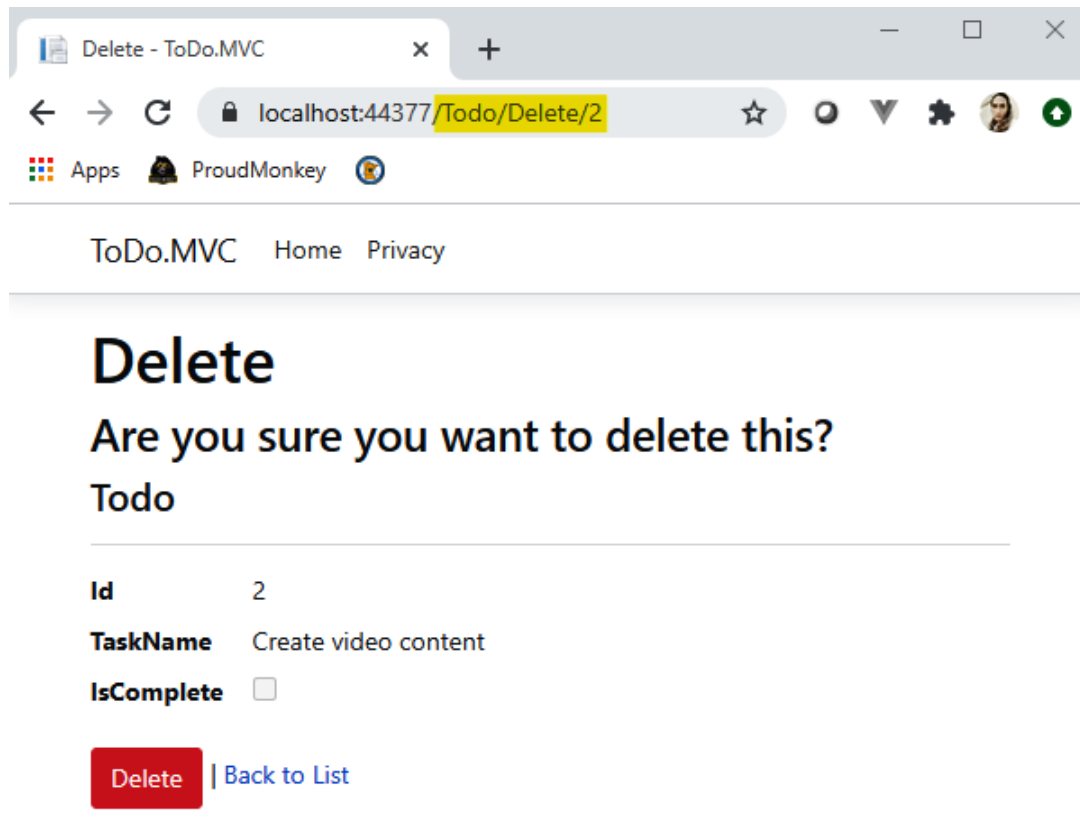 Delete - ToDo.MVC
localhost:44377/Todo/Delete/2
Apps ProudMonkey
ToDo.MVC Home Privacy
Delete
Are you sure you want to delete this?
Todo
Id 2
TaskName Create video content
IsComplete
Delete | Back to List